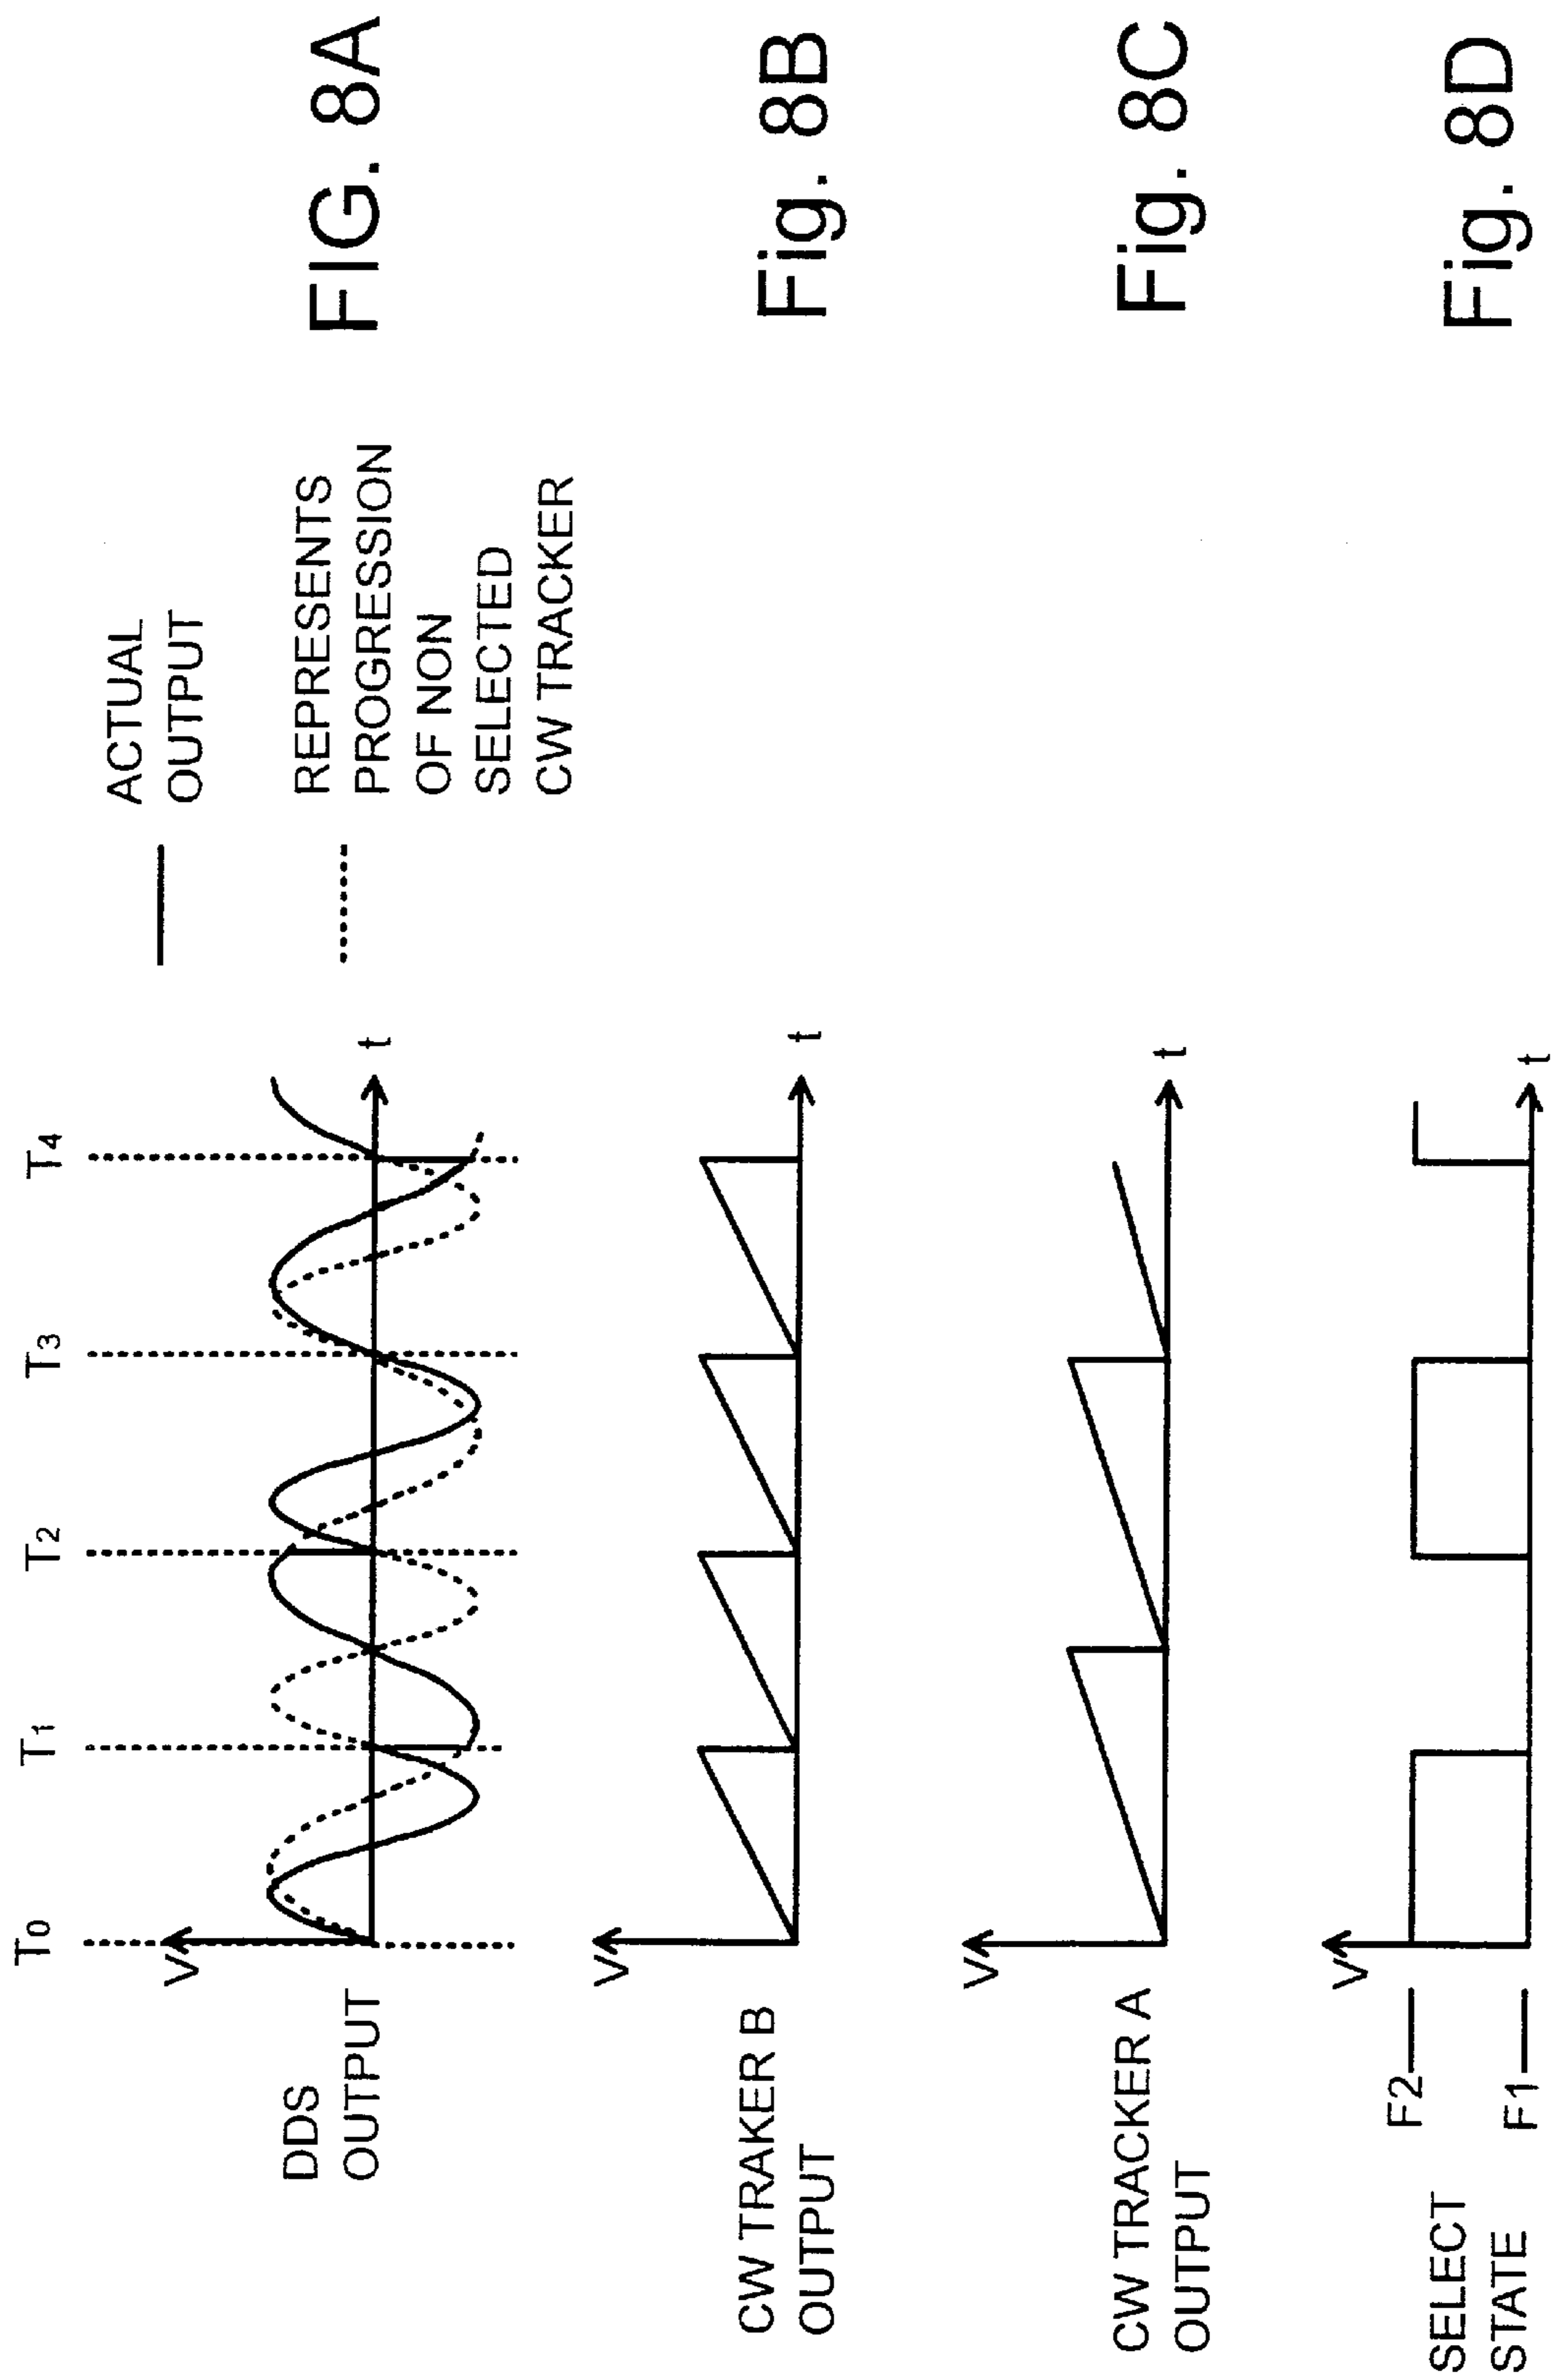 T0
T1
T2
T3
T4
V
t
DDS
OUTPUT
ACTUAL
OUTPUT
REPRESENTS
PROGRESSION
OF NON
SELECTED
CW TRACKER
FIG. 8A
V
t
CW TRAKER B
OUTPUT
Fig. 8B
V
t
CW TRACKER A
OUTPUT
Fig. 8C
V
t
F2
F1
SELECT
STATE
Fig. 8D